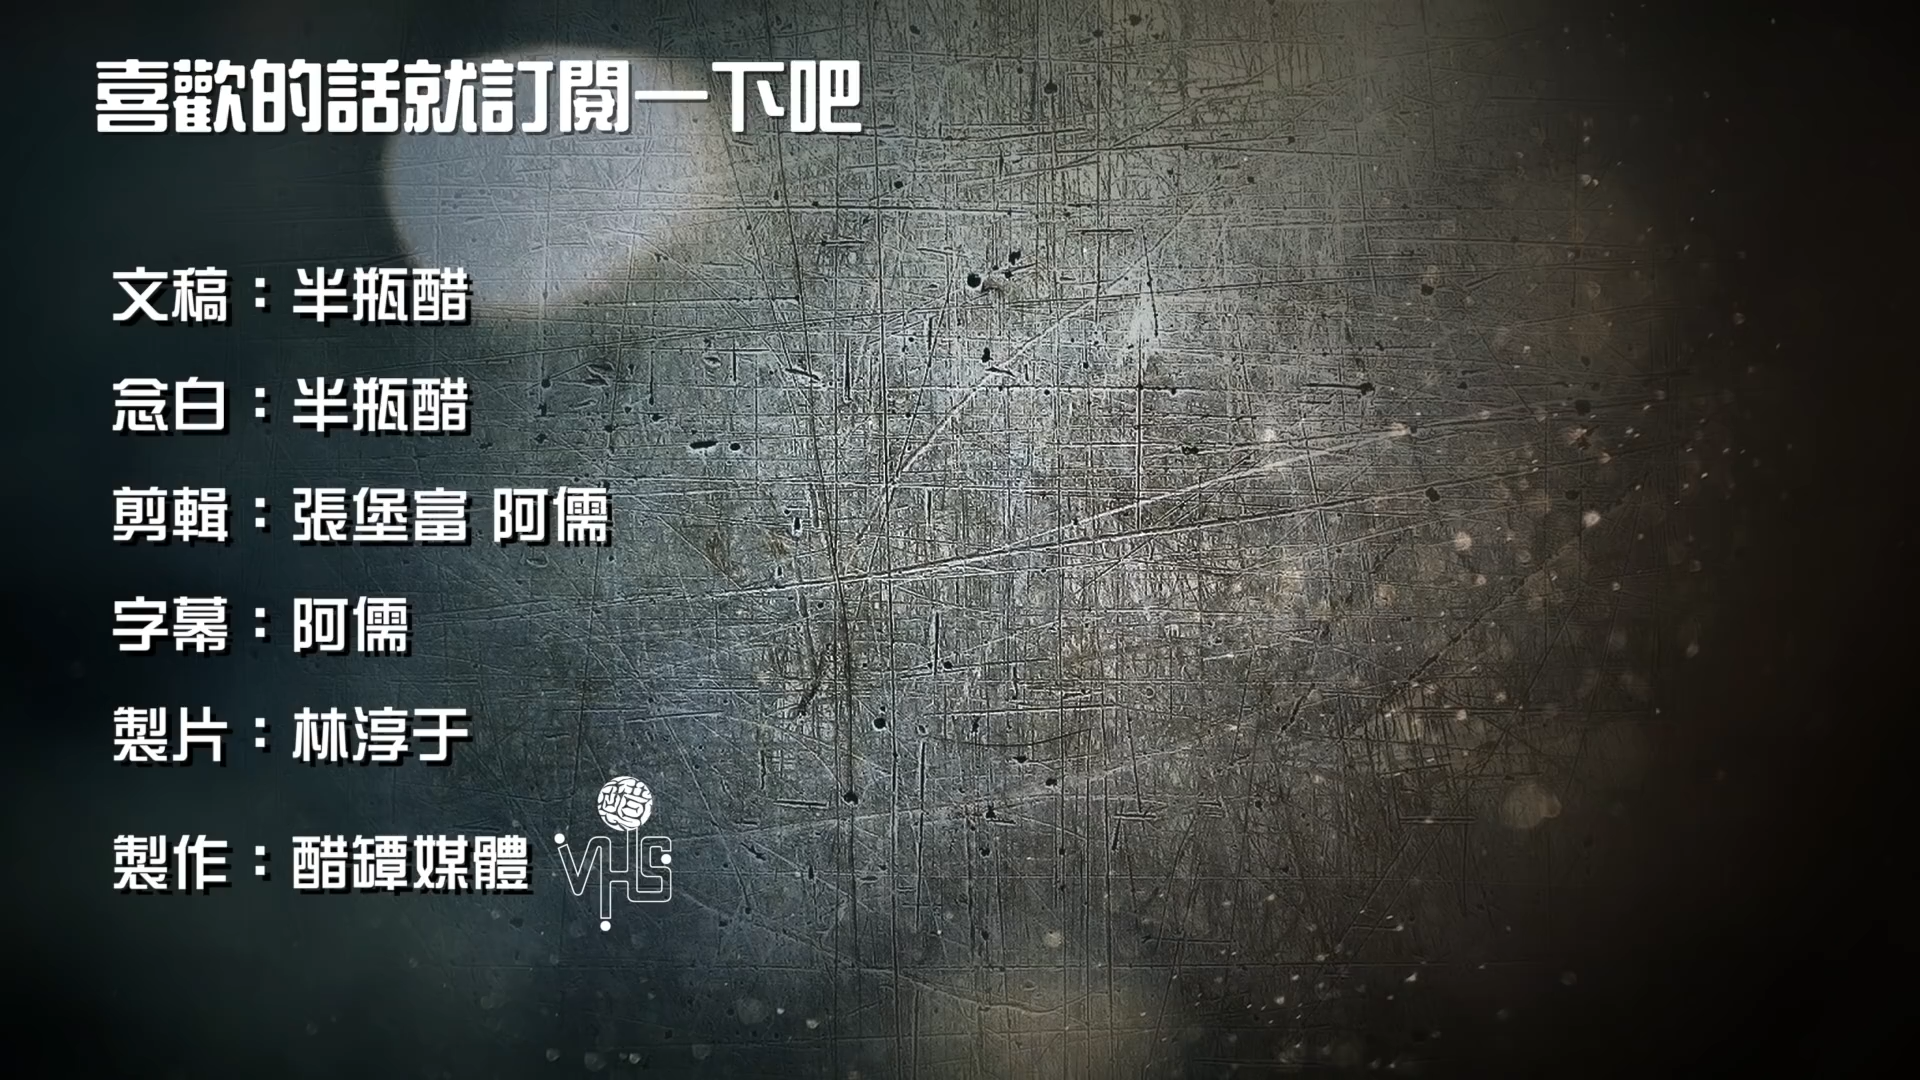 喜歡的話就訂閱一下吧
文稿：半瓶醋
念白：半瓶醋
剪輯：張堡富 阿儒
字幕：阿儒
製片：林淳于
製作：醋罈媒體
VHS